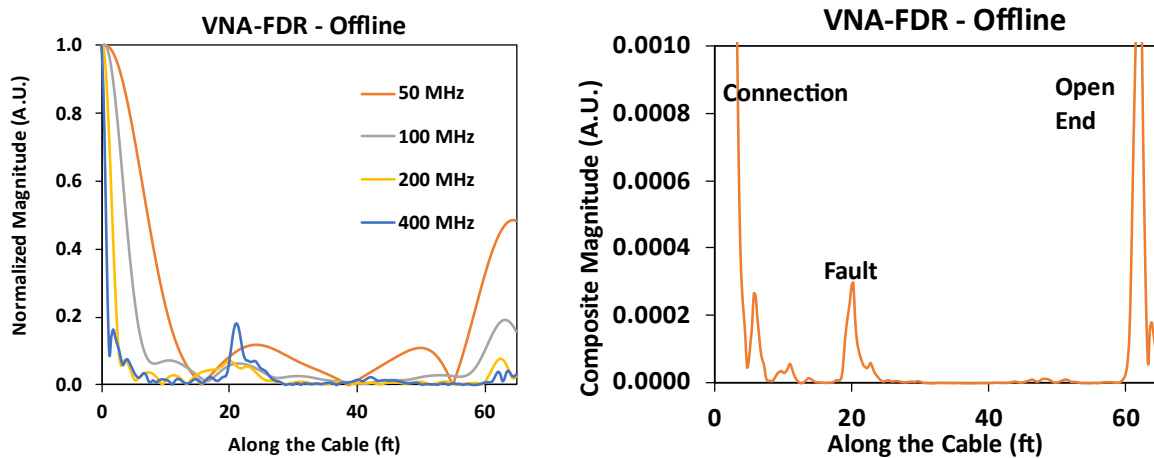 VNA-FDR - Offline
Normalized Magnitude (A.U.)
1.0
0.8
0.6
0.4
0.2
0.0
50 MHz
100 MHz
200 MHz
400 MHz
0
20
40
60
Along the Cable (ft)
VNA-FDR - Offline
Composite Magnitude (A.U.)
0.0010
0.0008
0.0006
0.0004
0.0002
0.0000
Connection
Fault
Open
End
0
20
40
60
Along the Cable (ft)